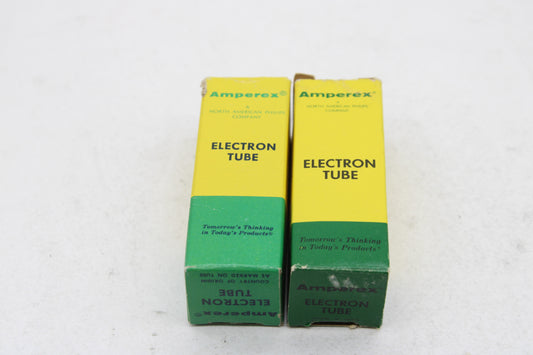 Amperex®
A
NORTH AMERICAN PHILIPS
COMPANY
ELECTRON
TUBE
Tomorrow's Thinking
in Today's Products®
COUNTRY OF ORIGIN
AS MARKED ON TUBE
ELECTRON
TUBE
Amperex®
Amperex®
A
NORTH AMERICAN PHILIPS
COMPANY
ELECTRON
TUBE
Tomorrow's Thinking
in Today's Products®
Amperex®
ELECTRON
TUBE